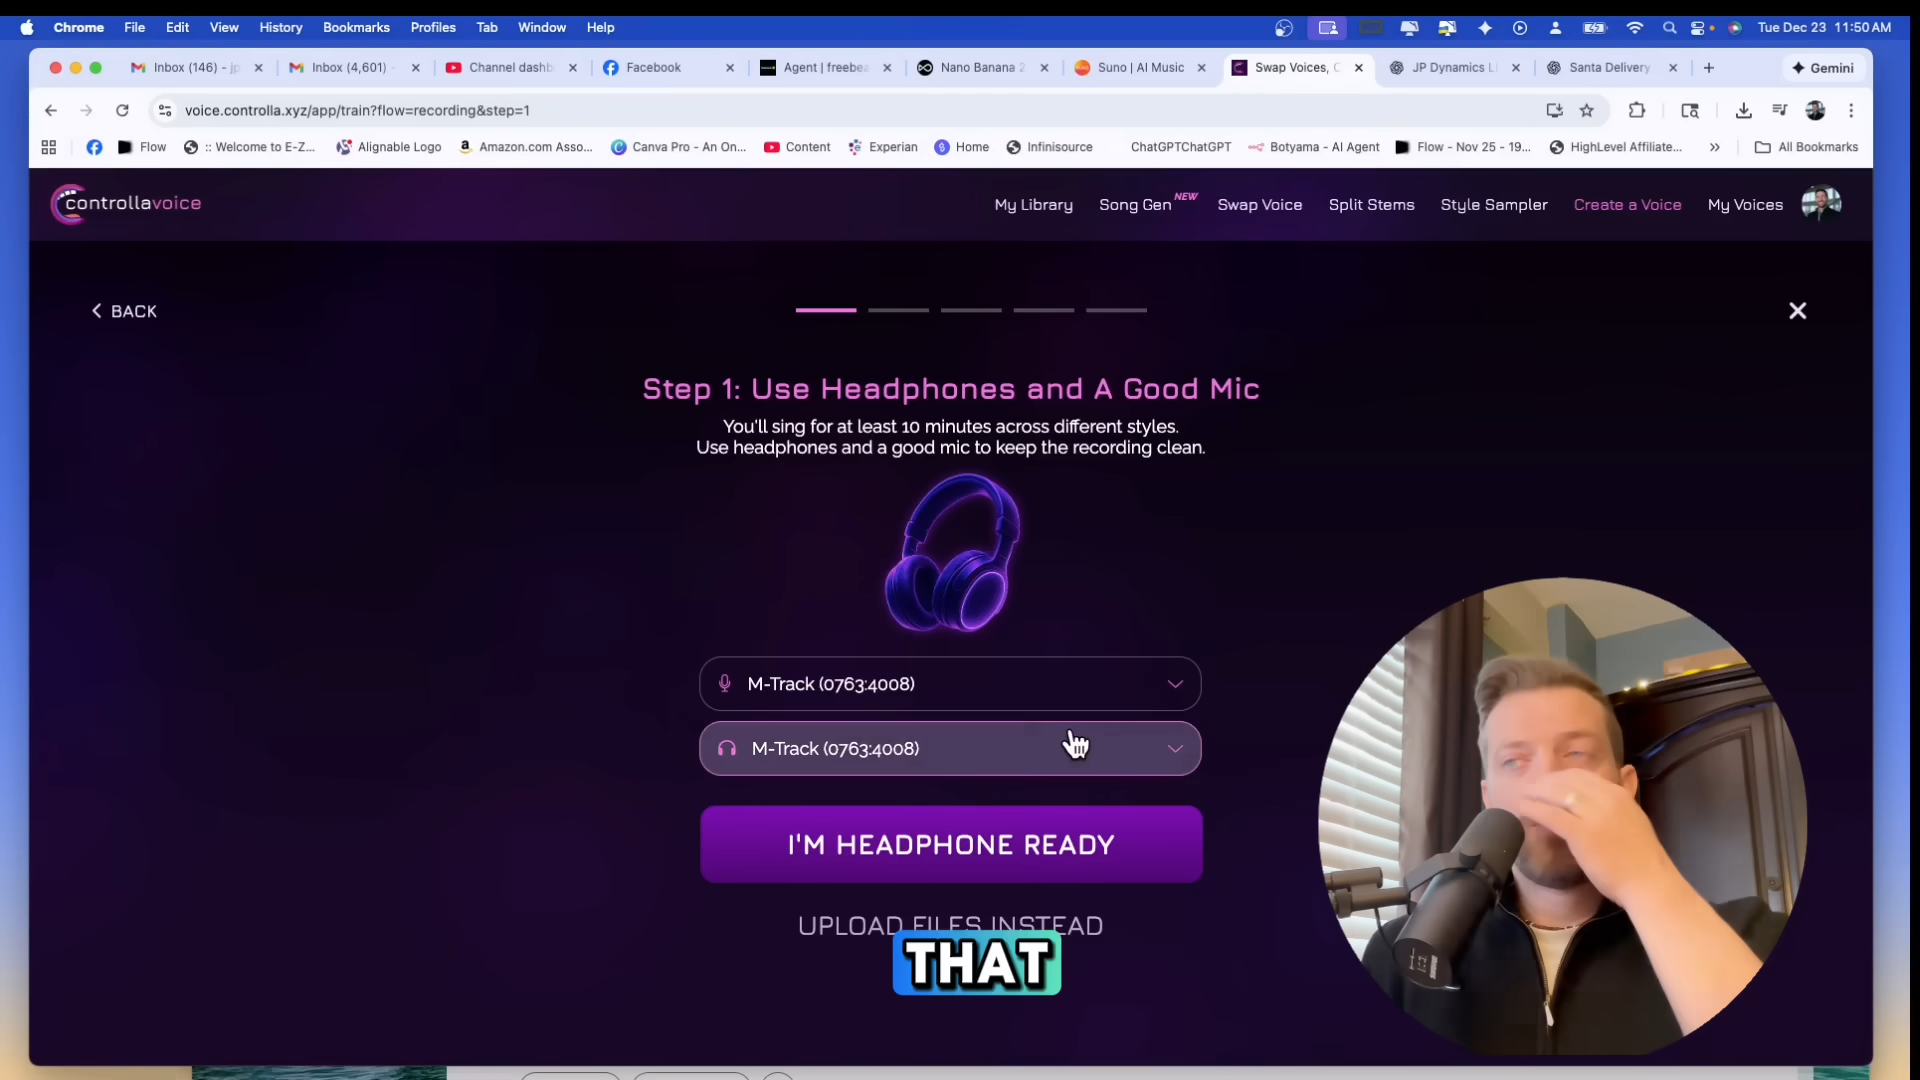 Chrome File Edit View History Bookmarks Profiles Tab Window Help Tue Dec 23 11:50 AM
Inbox (146) - jp Inbox (4,601) - Channel dashb Facebook Agent | freebea Nano Banana 2 Suno | AI Music Swap Voices, C JP Dynamics L Santa Delivery Gemini
voice.controlla.xyz/app/train?flow=recording&step=1
Flow :: Welcome to E-Z... Alignable Logo Amazon.com Asso... Canva Pro - An On... Content Experian Home Infinisource ChatGPTChatGPT Botyama - AI Agent Flow - Nov 25 - 19... HighLevel Affiliate... All Bookmarks
controllavoice My Library Song Gen NEW Swap Voice Split Stems Style Sampler Create a Voice My Voices
BACK
Step 1: Use Headphones and A Good Mic
You'll sing for at least 10 minutes across different styles.
Use headphones and a good mic to keep the recording clean.
M-Track (0763:4008)
M-Track (0763:4008)
I'M HEADPHONE READY
UPLOAD FILES INSTEAD
THAT